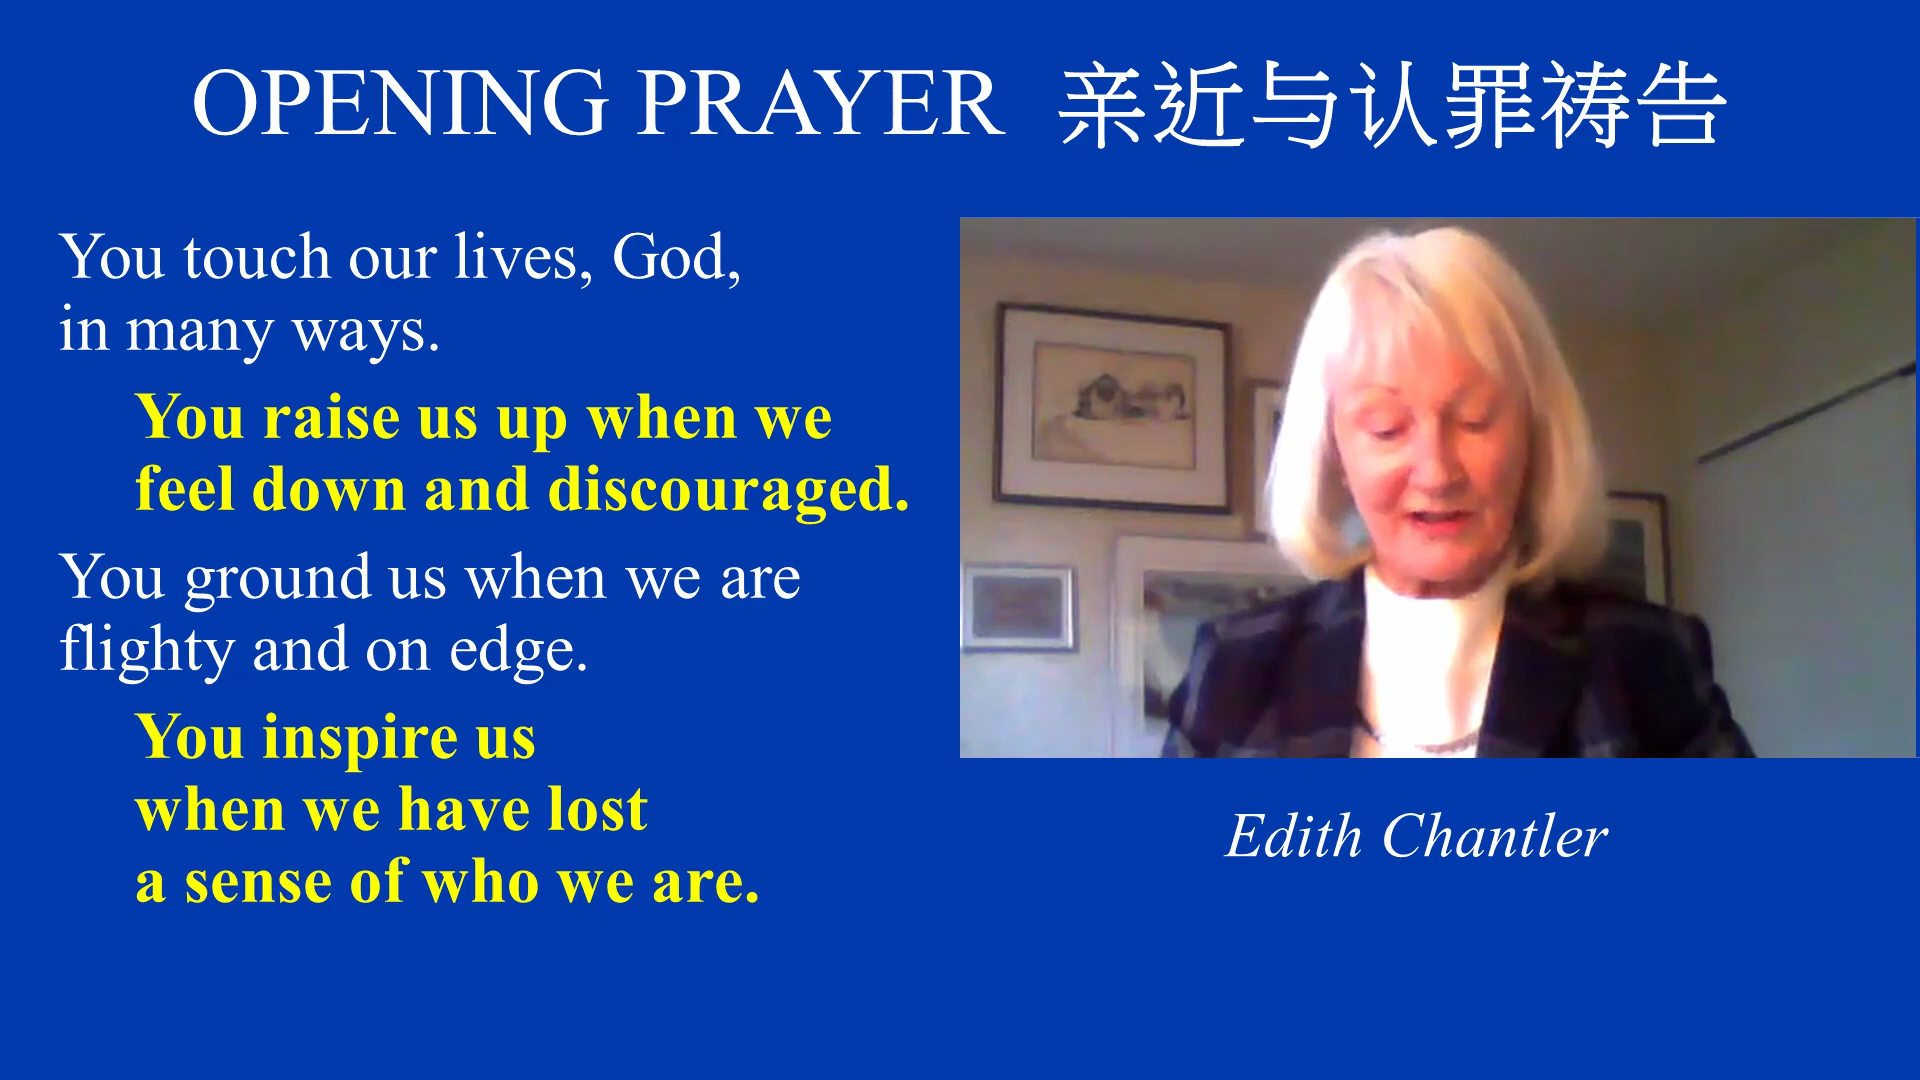 OPENING PRAYER 亲近与认罪祷告
You touch our lives, God,
in many ways.
You raise us up when we
feel down and discouraged.
You ground us when we are
flighty and on edge.
You inspire us
when we have lost
a sense of who we are.
Edith Chantler